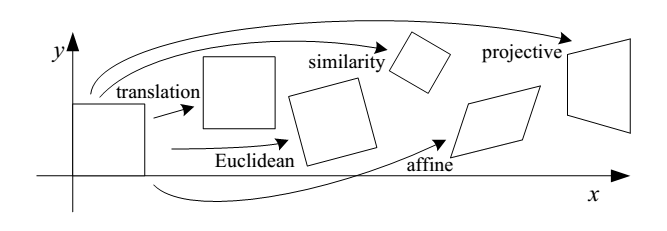 y
similarity
projective
translation
Euclidean
affine
x